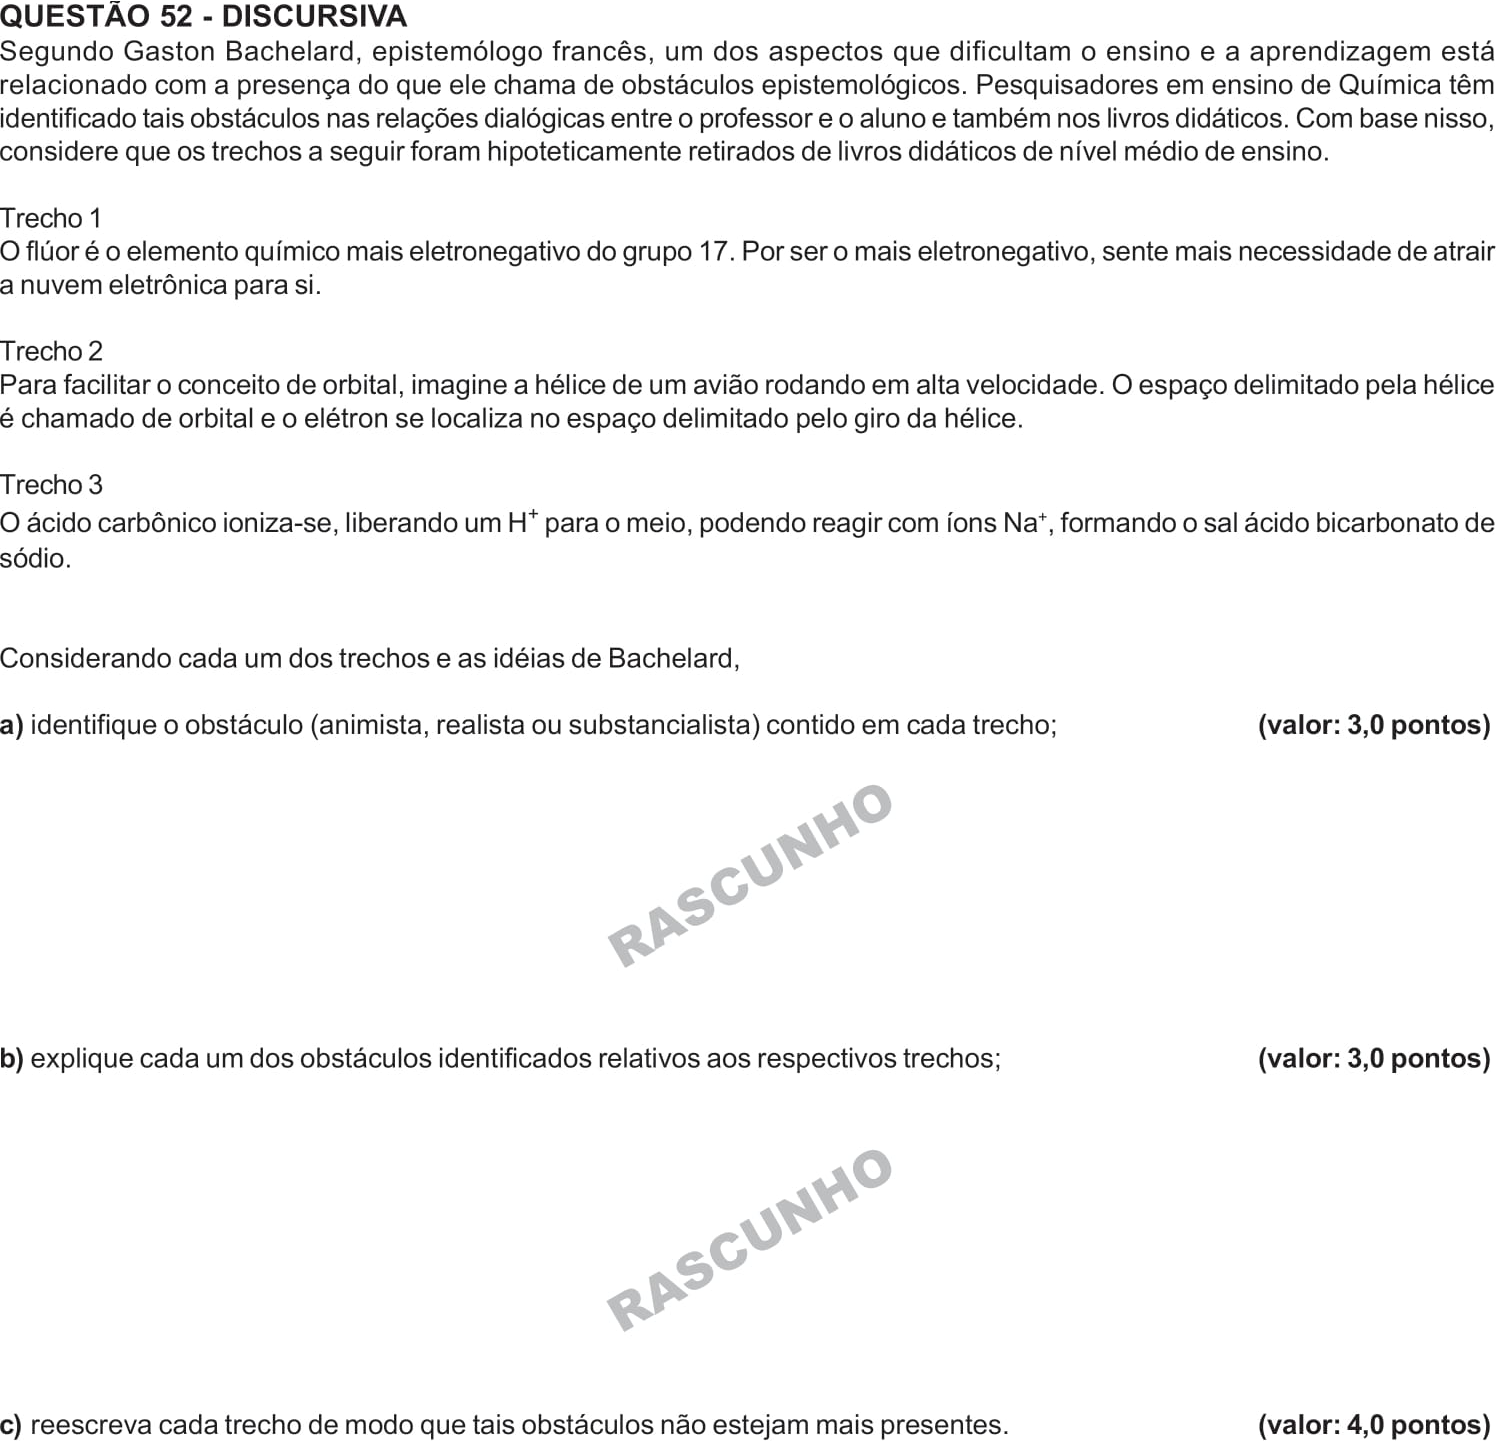 QUESTÃO 52 - DISCURSIVA
Segundo Gaston Bachelard, epistemólogo francês, um dos aspectos que dificultam o ensino e a aprendizagem está
relacionado com a presença do que ele chama de obstáculos epistemológicos. Pesquisadores em ensino de Química têm
identificado tais obstáculos nas relações dialógicas entre o professor e o aluno e também nos livros didáticos. Com base nisso,
considere que os trechos a seguir foram hipoteticamente retirados de livros didáticos de nível médio de ensino.
Trecho 1
O flúor é o elemento químico mais eletronegativo do grupo 17. Por ser o mais eletronegativo, sente mais necessidade de atrair
a nuvem eletrônica para si.
Trecho 2
Para facilitar o conceito de orbital, imagine a hélice de um avião rodando em alta velocidade. O espaço delimitado pela hélice
é chamado de orbital e o elétron se localiza no espaço delimitado pelo giro da hélice.
Trecho 3
O ácido carbônico ioniza-se, liberando um H⁺ para o meio, podendo reagir com íons Na⁺, formando o sal ácido bicarbonato de
sódio.
Considerando cada um dos trechos e as idéias de Bachelard,
a) identifique o obstáculo (animista, realista ou substancialista) contido em cada trecho; (valor: 3,0 pontos)
RASCUNHO
b) explique cada um dos obstáculos identificados relativos aos respectivos trechos; (valor: 3,0 pontos)
RASCUNHO
c) reescreva cada trecho de modo que tais obstáculos não estejam mais presentes. (valor: 4,0 pontos)